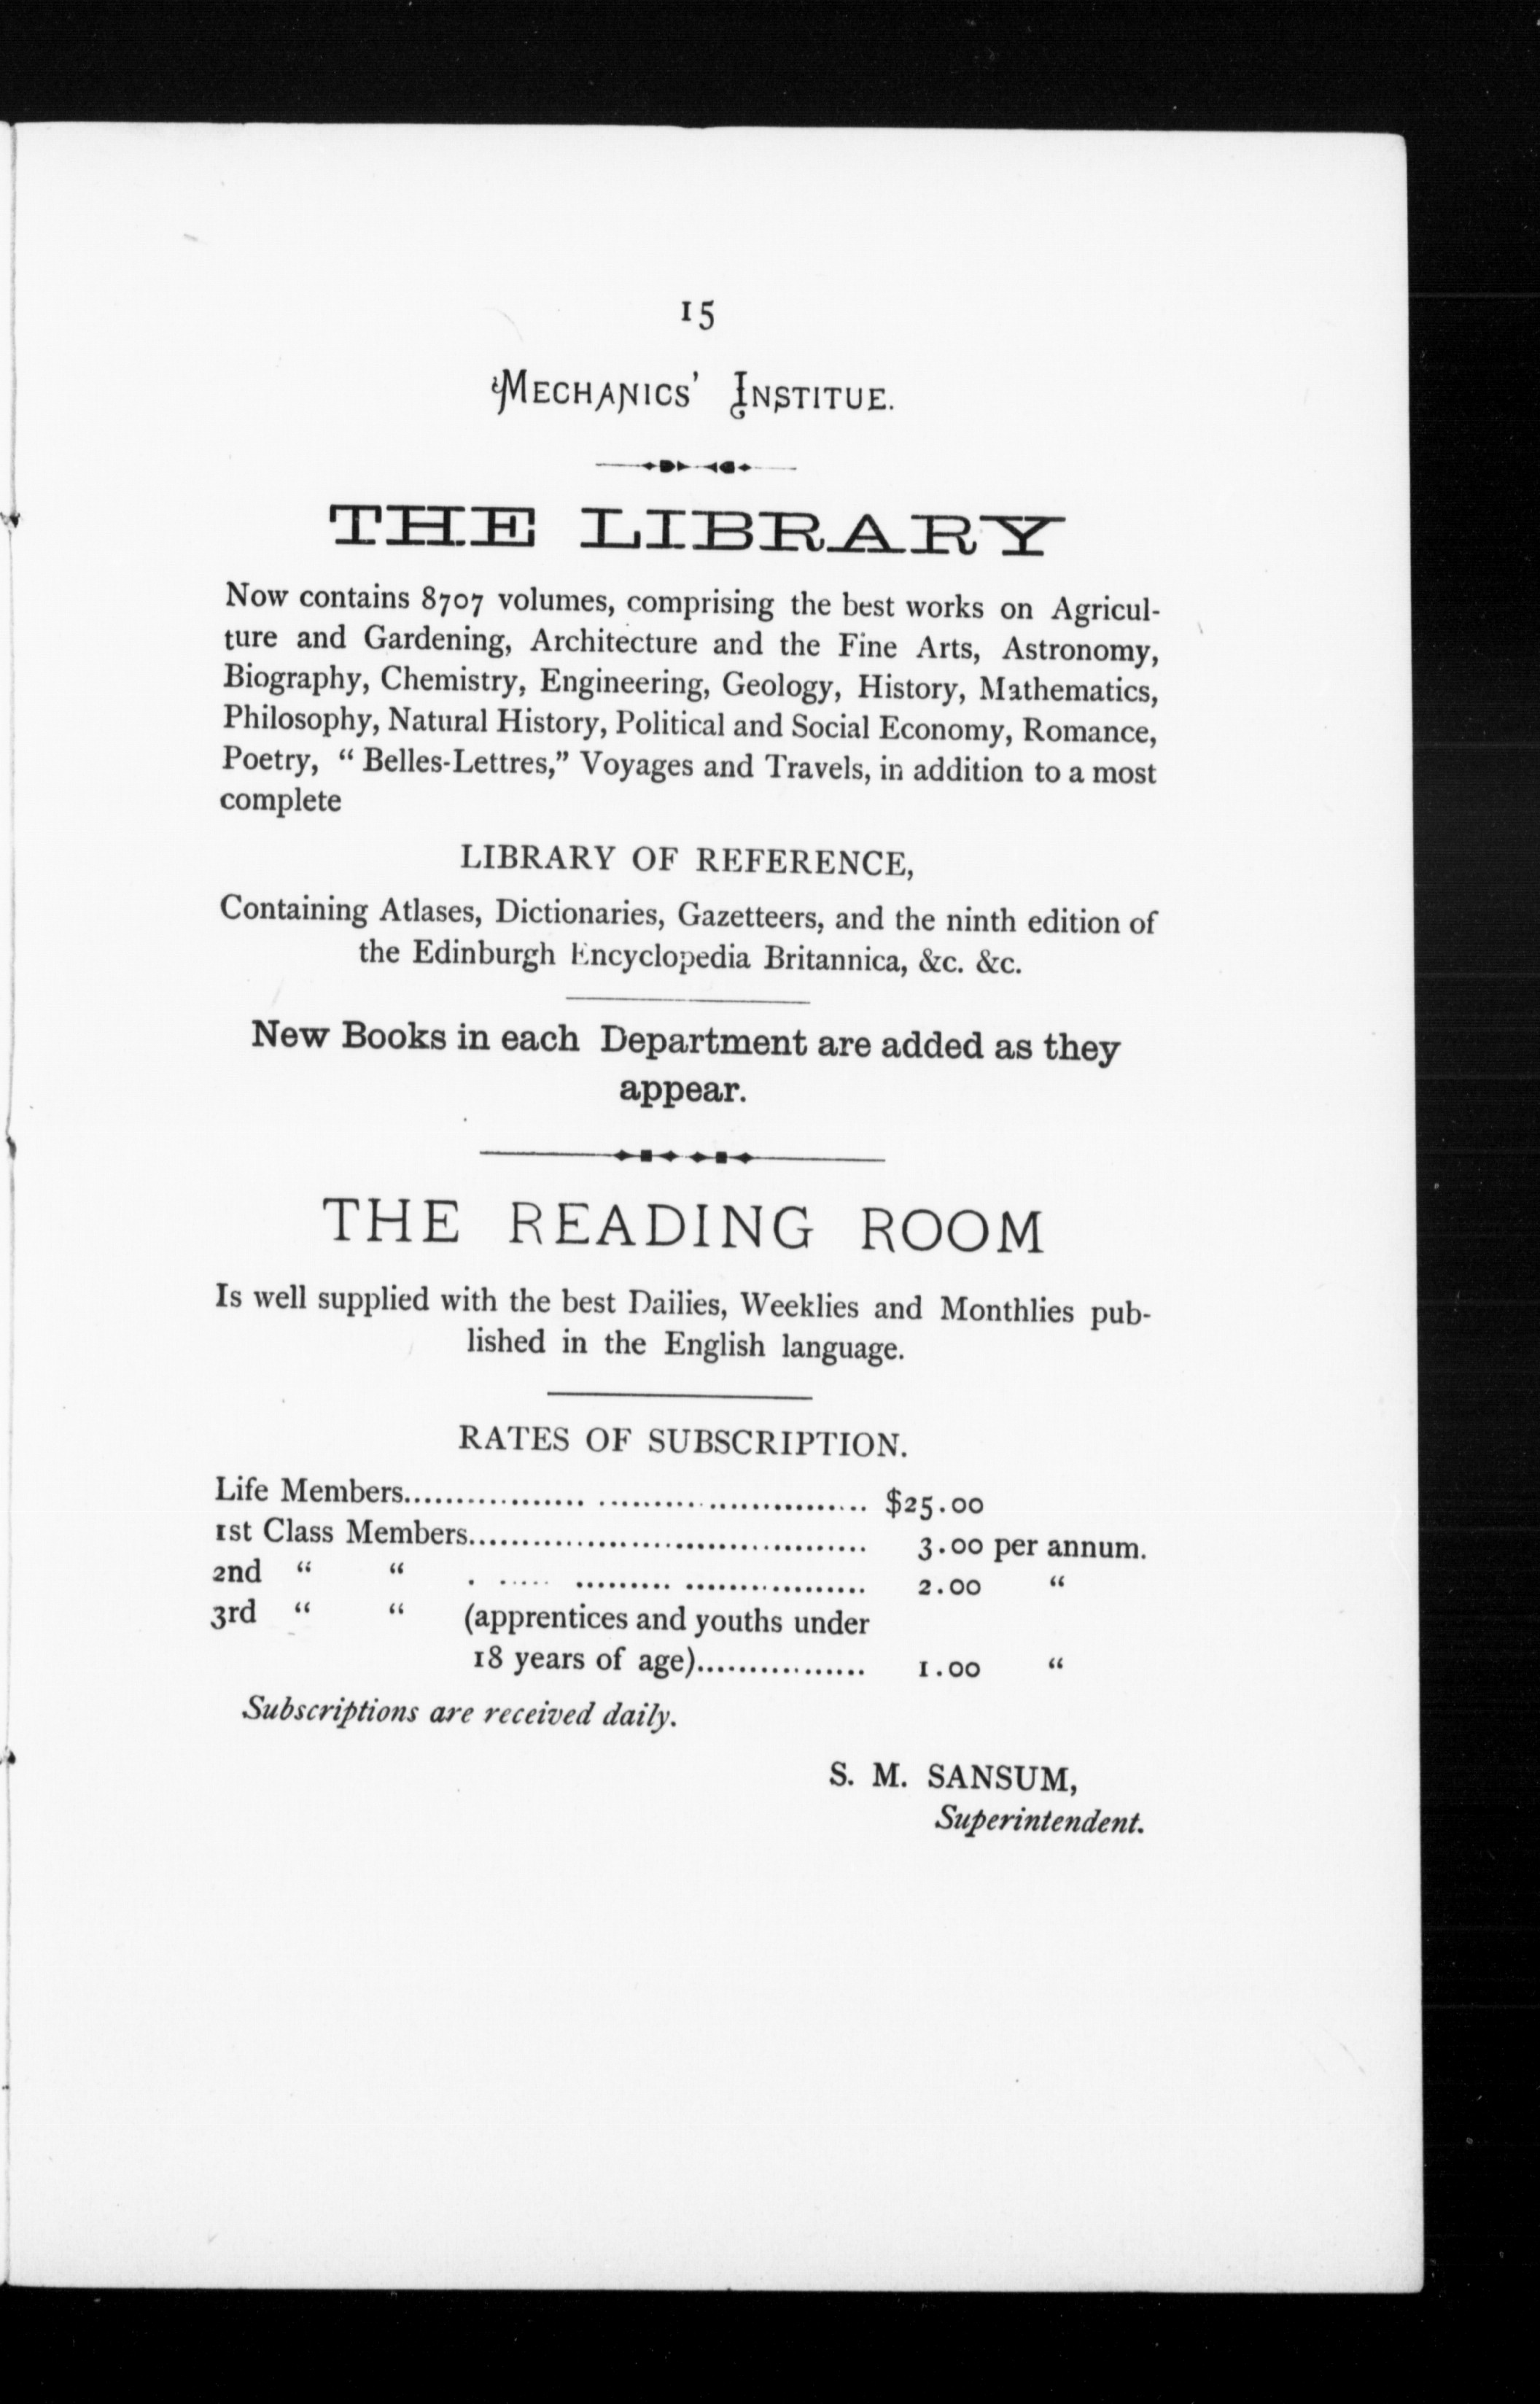 15
Mechanics' Institue.
THE LIBRARY
Now contains 8707 volumes, comprising the best works on Agricul-
ture and Gardening, Architecture and the Fine Arts, Astronomy,
Biography, Chemistry, Engineering, Geology, History, Mathematics,
Philosophy, Natural History, Political and Social Economy, Romance,
Poetry, “ Belles-Lettres,” Voyages and Travels, in addition to a most
complete
LIBRARY OF REFERENCE,
Containing Atlases, Dictionaries, Gazetteers, and the ninth edition of
the Edinburgh Encyclopedia Britannica, &c. &c.
New Books in each Department are added as they
appear.
THE READING ROOM
Is well supplied with the best Dailies, Weeklies and Monthlies pub-
lished in the English language.
RATES OF SUBSCRIPTION.
Life Members........................................ $25.00
1st Class Members.................................... 3.00 per annum.
2nd “ “ .................................... 2.00 “
3rd “ “ (apprentices and youths under
18 years of age)................ 1.00 “
Subscriptions are received daily.
S. M. SANSUM,
Superintendent.